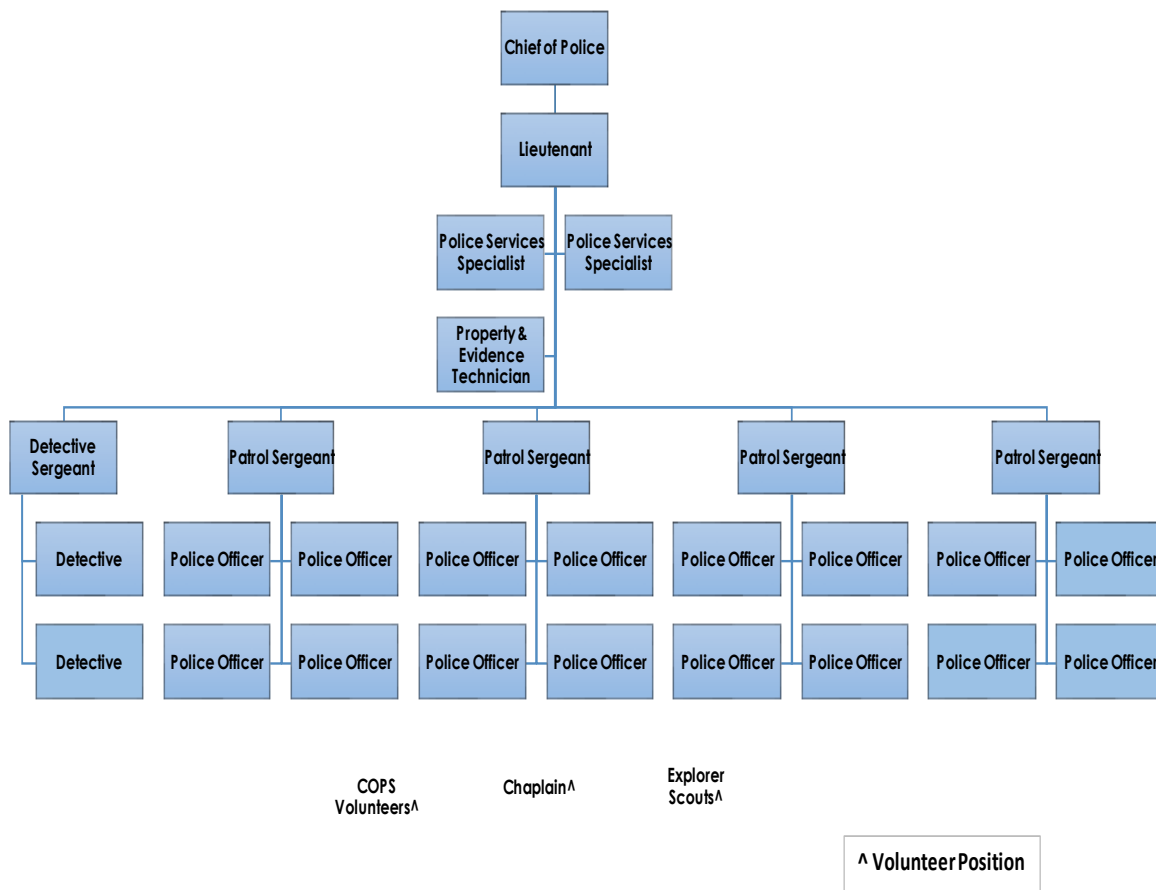 Chief of Police
Lieutenant
Police Services
Specialist
Police Services
Specialist
Property &
Evidence
Technician
Detective
Sergeant
Patrol Sergeant
Patrol Sergeant
Patrol Sergeant
Patrol Sergeant
Detective
Police Officer
Police Officer
Police Officer
Police Officer
Police Officer
Police Officer
Police Officer
Police Officer
Detective
Police Officer
Police Officer
Police Officer
Police Officer
Police Officer
Police Officer
Police Officer
Police Officer
COPS
Volunteers^
Chaplain^
Explorer
Scouts^
^ Volunteer Position